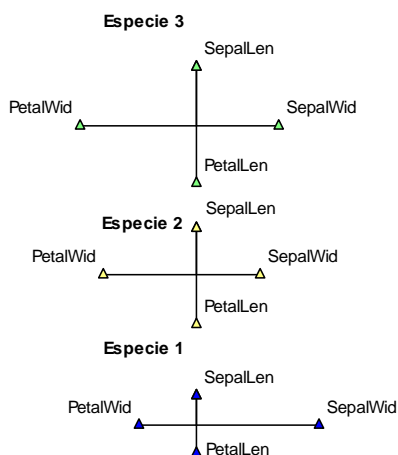 Especie 3
SepalLen
PetalWid
SepalWid
PetalLen
SepalLen
Especie 2
PetalWid
SepalWid
PetalLen
Especie 1
SepalLen
PetalWid
SepalWid
PetalLen